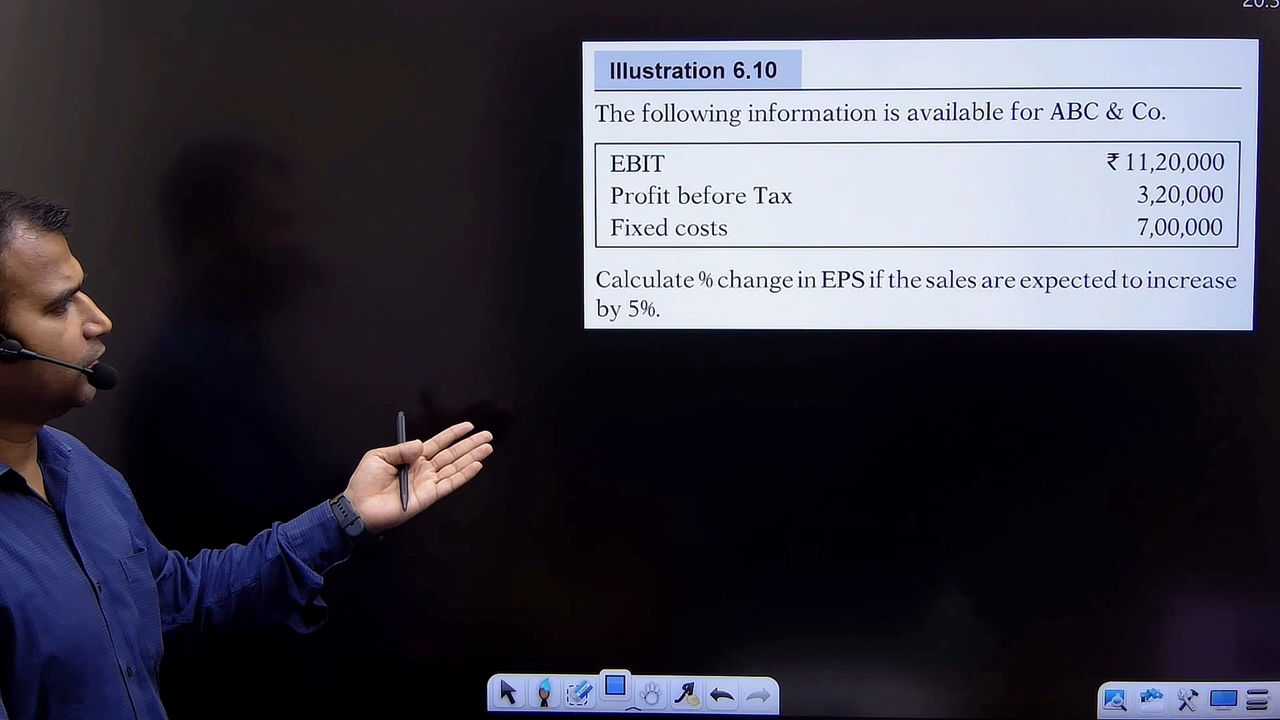 Illustration 6.10
The following information is available for ABC & Co.
EBIT ₹ 11,20,000
Profit before Tax 3,20,000
Fixed costs 7,00,000
Calculate % change in EPS if the sales are expected to increase
by 5%.